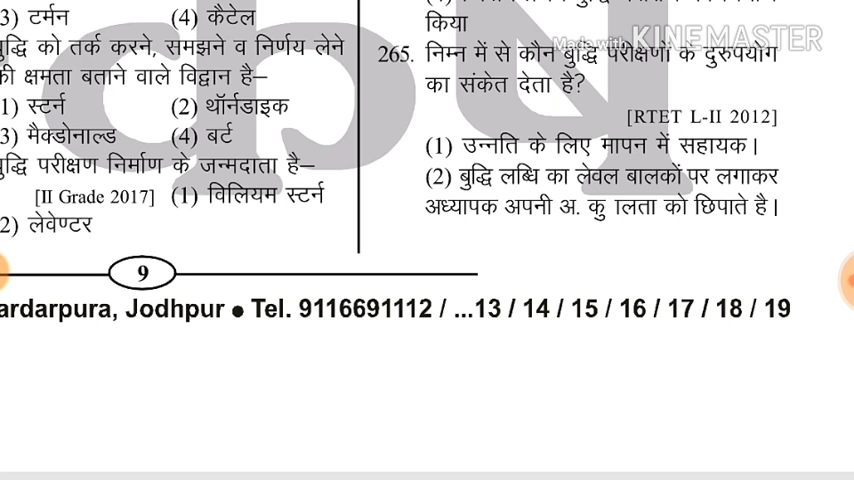 3) टर्मन (4) कैटेल
बुद्धि को तर्क करने, समझने व निर्णय लेने
की क्षमता बताने वाले विद्वान है–
1) स्टर्न (2) थॉर्नडाइक
3) मैक्डोनाल्ड (4) बर्ट
बुद्धि परीक्षण निर्माण के जन्मदाता है–
[II Grade 2017] (1) विलियम स्टर्न
2) लेवेण्टर
किया
265. निम्न में से कौन बुद्धि परीक्षणों के दुरुपयोग
का संकेत देता है?
[RTET L-II 2012]
(1) उन्नति के लिए मापन में सहायक।
(2) बुद्धि लब्धि का लेवल बालकों पर लगाकर
अध्यापक अपनी अ. कु ालता को छिपाते है।
9
ardarpura, Jodhpur ● Tel. 9116691112 / ...13 / 14 / 15 / 16 / 17 / 18 / 19
Made with KINEMASTER